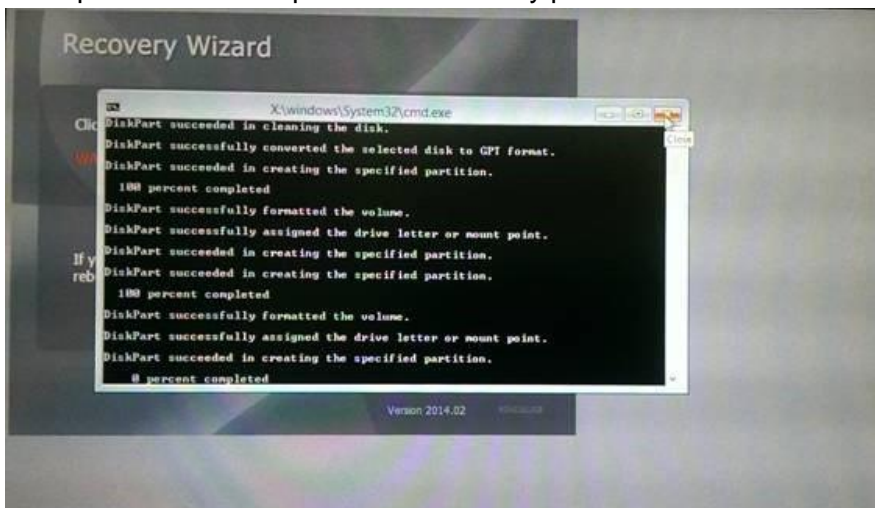 Recovery Wizard
X:\windows\System32\cmd.exe
Clic
Close
DiskPart succeeded in cleaning the disk.
DiskPart successfully converted the selected disk to GPT format.
WA
DiskPart succeeded in creating the specified partition.
100 percent completed
DiskPart successfully formatted the volume.
DiskPart successfully assigned the drive letter or mount point.
If y
DiskPart succeeded in creating the specified partition.
reb
DiskPart succeeded in creating the specified partition.
100 percent completed
DiskPart successfully formatted the volume.
DiskPart successfully assigned the drive letter or mount point.
DiskPart succeeded in creating the specified partition.
0 percent completed
Version 2014.02